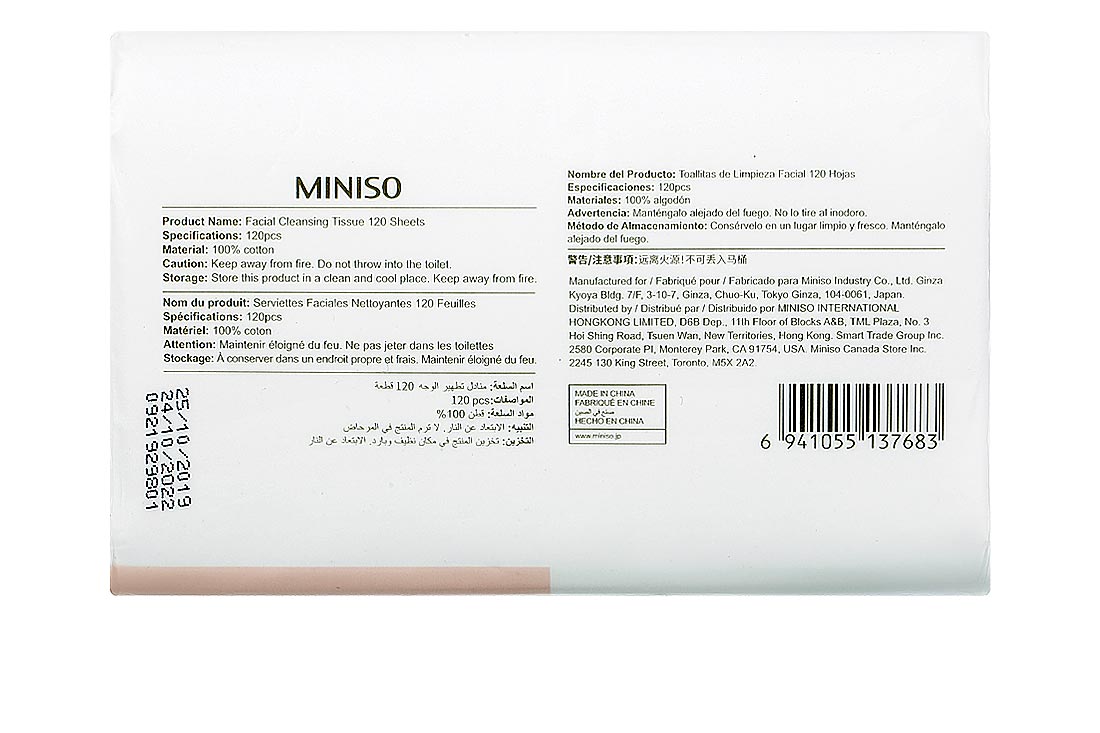 MINISO
Product Name: Facial Cleansing Tissue 120 Sheets
Specifications: 120pcs
Material: 100% cotton
Caution: Keep away from fire. Do not throw into the toilet.
Storage: Store this product in a clean and cool place. Keep away from fire.
Nom du produit: Serviettes Faciales Nettoyantes 120 Feuilles
Spécifications: 120pcs
Matériel: 100% coton
Attention: Maintenir éloigné du feu. Ne pas jeter dans les toilettes
Stockage: À conserver dans un endroit propre et frais. Maintenir éloigné du feu.
اسم السلعة: منادل تطهير الوجه 120 قطعة
المواصفات: 120 pcs
مواد السلعة: قطن 100%
التنبيه: الابتعاد عن النار. لا ترم المنتج في المرحاض
التخزين: تخزين المنتج في مكان نظيف وبارد. الابتعاد عن النار
25/10/2019
24/10/2022
0921929801
Nombre del Producto: Toallitas de Limpieza Facial 120 Hojas
Especificaciones: 120pcs
Materiales: 100% algodón
Advertencia: Manténgalo alejado del fuego. No lo tire al inodoro.
Método de Almacenamiento: Consérvelo en un lugar limpio y fresco. Manténgalo
alejado del fuego.
警告/注意事项:远离火源!不可丢入马桶
Manufactured for / Fabriqué pour / Fabricado para Miniso Industry Co., Ltd. Ginza
Kyoya Bldg. 7/F, 3-10-7, Ginza, Chuo-Ku, Tokyo Ginza, 104-0061, Japan.
Distributed by / Distribué par / Distribuido por MINISO INTERNATIONAL
HONGKONG LIMITED, D6B Dep., 11th Floor of Blocks A&B, TML Plaza, No. 3
Hoi Shing Road, Tsuen Wan, New Territories, Hong Kong. Smart Trade Group Inc.
2580 Corporate Pl, Monterey Park, CA 91754, USA. Miniso Canada Store Inc.
2245 130 King Street, Toronto, M5X 2A2.
MADE IN CHINA
FABRIQUÉ EN CHINE
صنع في الصين
HECHO EN CHINA
www.miniso.jp
6 941055 137683